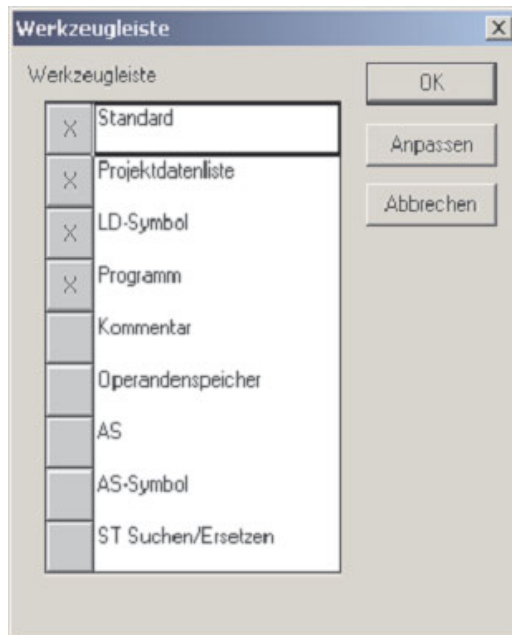 Werkzeugleiste X
Werkzeugleiste
OK
Anpassen
Abbrechen
X Standard
X Projektdatenliste
X LD-Symbol
X Programm
Kommentar
Operandenspeicher
AS
AS-Symbol
ST Suchen/Ersetzen